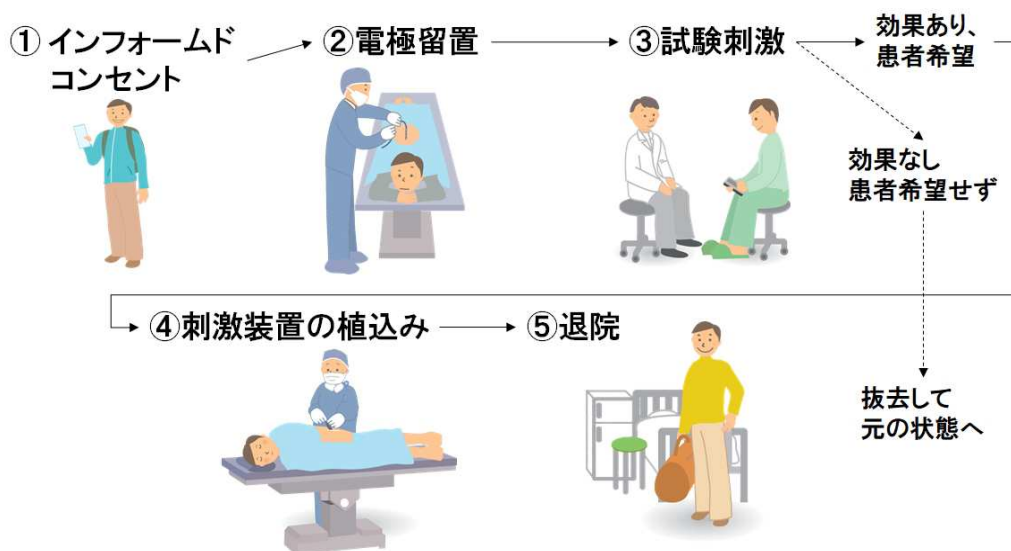 ① インフォームド
コンセント
②電極留置
③試験刺激
効果あり、
患者希望
効果なし
患者希望せず
④刺激装置の植込み
⑤退院
抜去して
元の状態へ